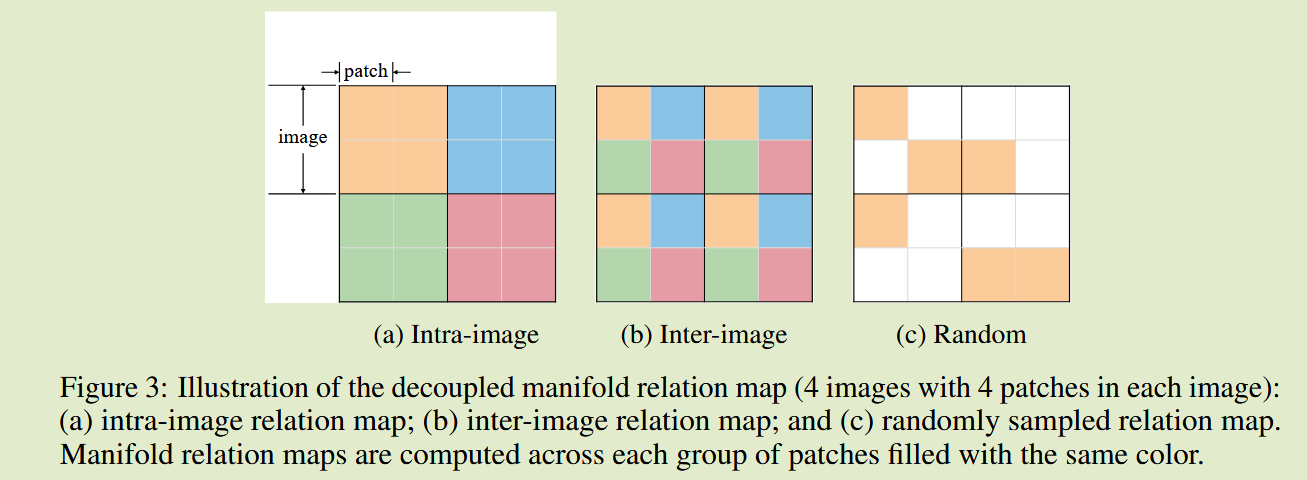 patch
image
(a) Intra-image
(b) Inter-image
(c) Random
Figure 3: Illustration of the decoupled manifold relation map (4 images with 4 patches in each image):
(a) intra-image relation map; (b) inter-image relation map; and (c) randomly sampled relation map.
Manifold relation maps are computed across each group of patches filled with the same color.